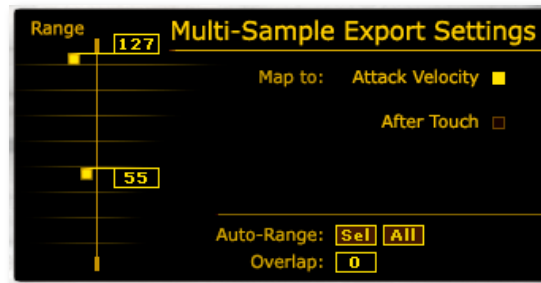 Range
127
Multi-Sample Export Settings
Map to: Attack Velocity
After Touch
55
Auto-Range: Sel All
Overlap: 0